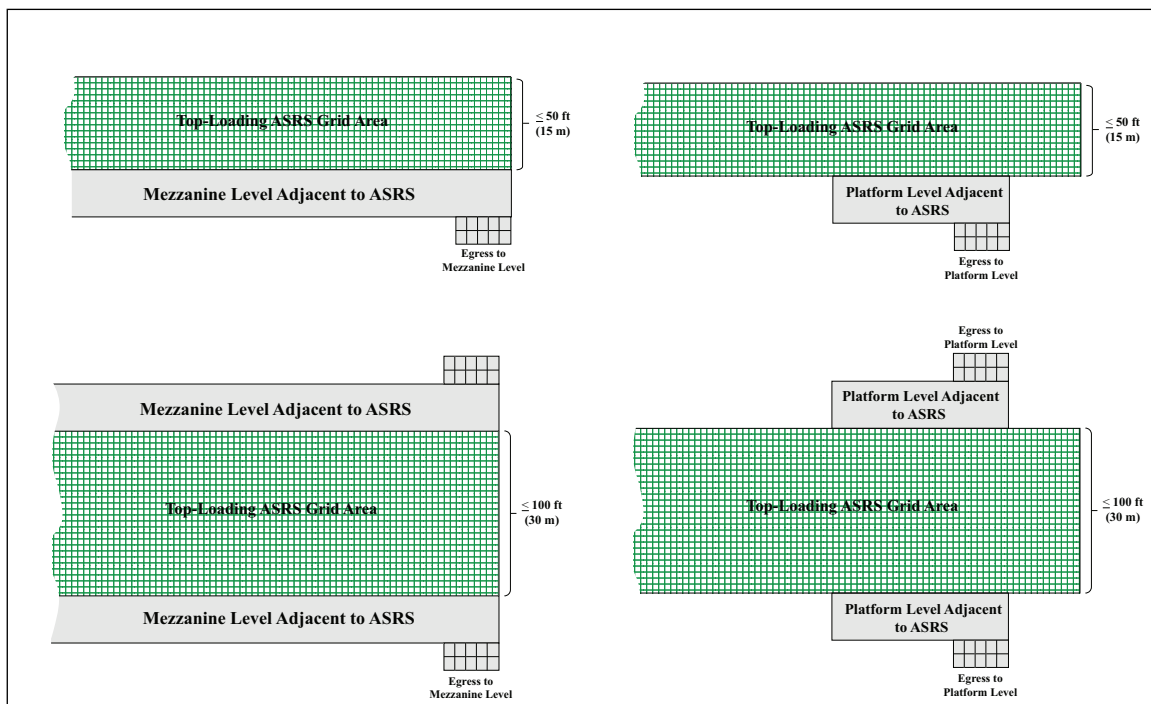 Top-Loading ASRS Grid Area
≤ 50 ft
(15 m)
Mezzanine Level Adjacent to ASRS
Egress to
Mezzanine Level
Top-Loading ASRS Grid Area
≤ 50 ft
(15 m)
Platform Level Adjacent
to ASRS
Egress to
Platform Level
Mezzanine Level Adjacent to ASRS
Top-Loading ASRS Grid Area
≤ 100 ft
(30 m)
Mezzanine Level Adjacent to ASRS
Egress to
Mezzanine Level
Egress to
Platform Level
Platform Level Adjacent
to ASRS
Top-Loading ASRS Grid Area
≤ 100 ft
(30 m)
Platform Level Adjacent
to ASRS
Egress to
Platform Level